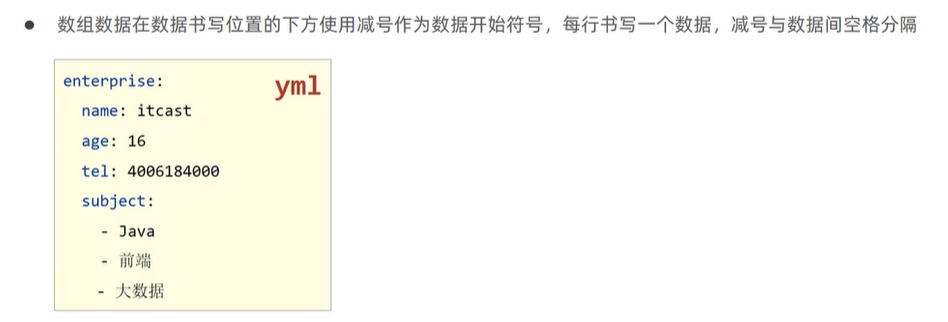 ● 数组数据在数据书写位置的下方使用减号作为数据开始符号，每行书写一个数据，减号与数据间空格分隔
enterprise:
yml
name: itcast
age: 16
tel: 4006184000
subject:
- Java
- 前端
- 大数据